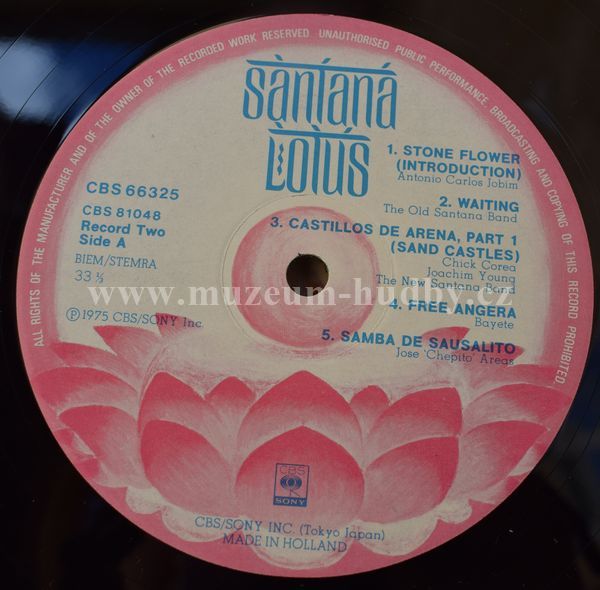 ALL RIGHTS OF THE MANUFACTURER AND OF THE OWNER OF THE RECORDED WORK RESERVED. UNAUTHORISED PUBLIC PERFORMANCE, BROADCASTING AND COPYING OF THIS RECORD PROHIBITED.
Santana
Lotus
CBS 66325
CBS 81048
Record Two
Side A
BIEM/STEMRA
33 ⅓
℗ 1975 CBS/SONY Inc.
1. STONE FLOWER
(INTRODUCTION)
Antonio Carlos Jobim
2. WAITING
The Old Santana Band
3. CASTILLOS DE ARENA, PART 1
(SAND CASTLES)
Chick Corea
Joachim Young
The New Santana Band
4. FREE ANGERA
Bayete
5. SAMBA DE SAUSALITO
Jose 'Chepito' Areas
www.muzeum-hudby.cz
CBS
SONY
CBS/SONY INC. (Tokyo Japan)
MADE IN HOLLAND